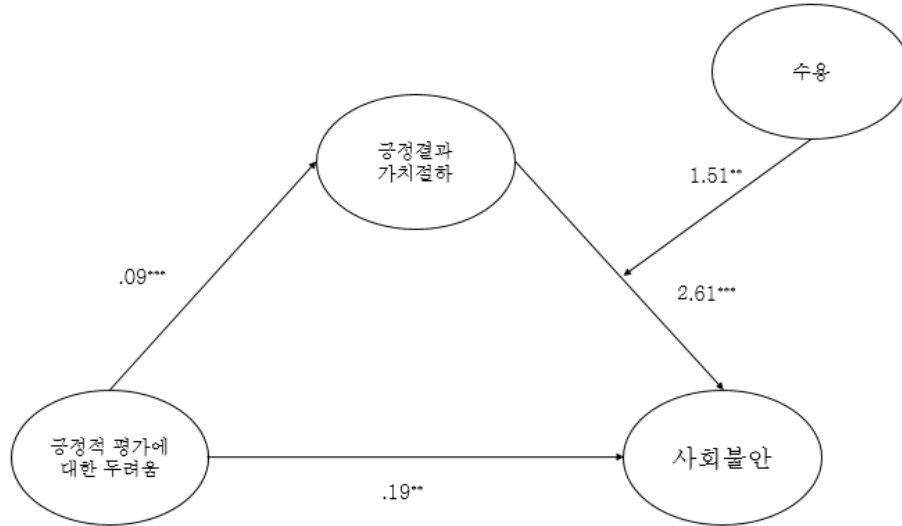 수용
긍정결과
가치절하
1.51**
.09***
2.61***
긍정적 평가에
대한 두려움
사회불안
.19**